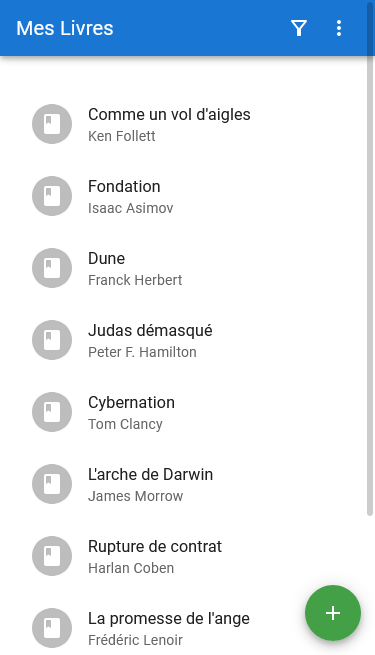 Mes Livres
Comme un vol d'aigles
Ken Follett
Fondation
Isaac Asimov
Dune
Franck Herbert
Judas démasqué
Peter F. Hamilton
Cybernation
Tom Clancy
L'arche de Darwin
James Morrow
Rupture de contrat
Harlan Coben
La promesse de l'ange
Frédéric Lenoir